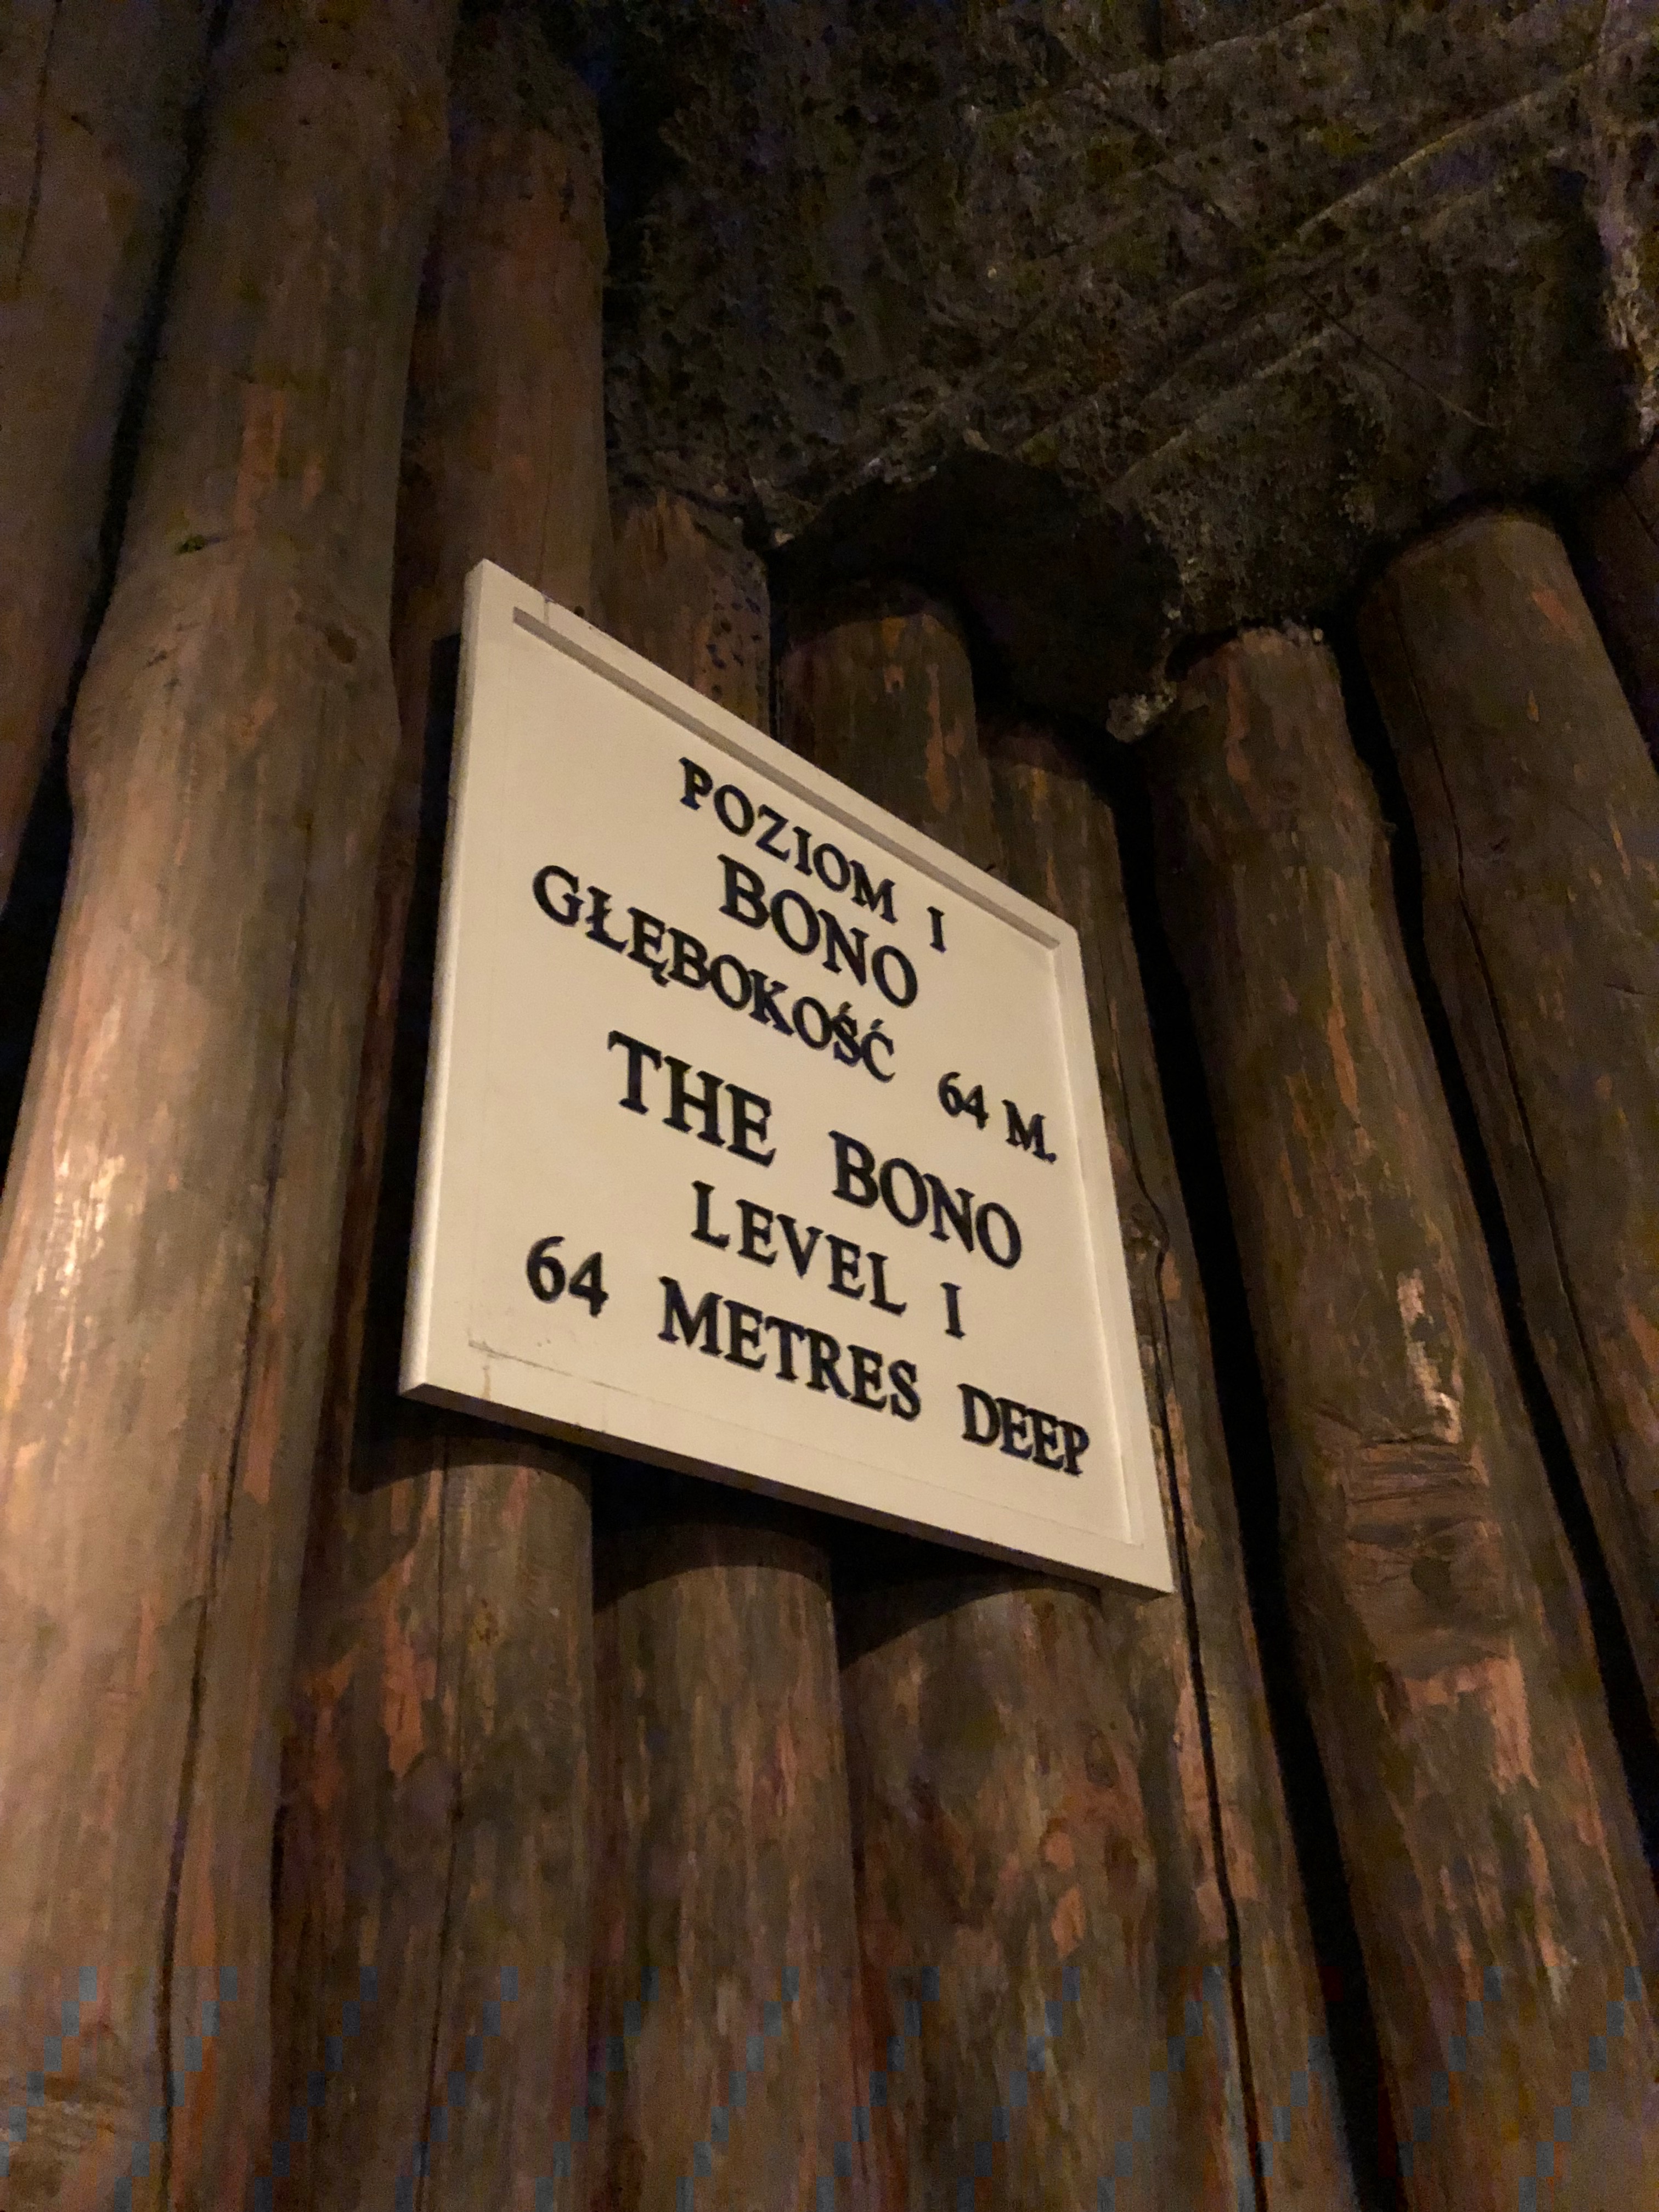 POZIOM I
BONO
GŁĘBOKOŚĆ 64 M.
THE BONO
LEVEL I
64 METRES DEEP